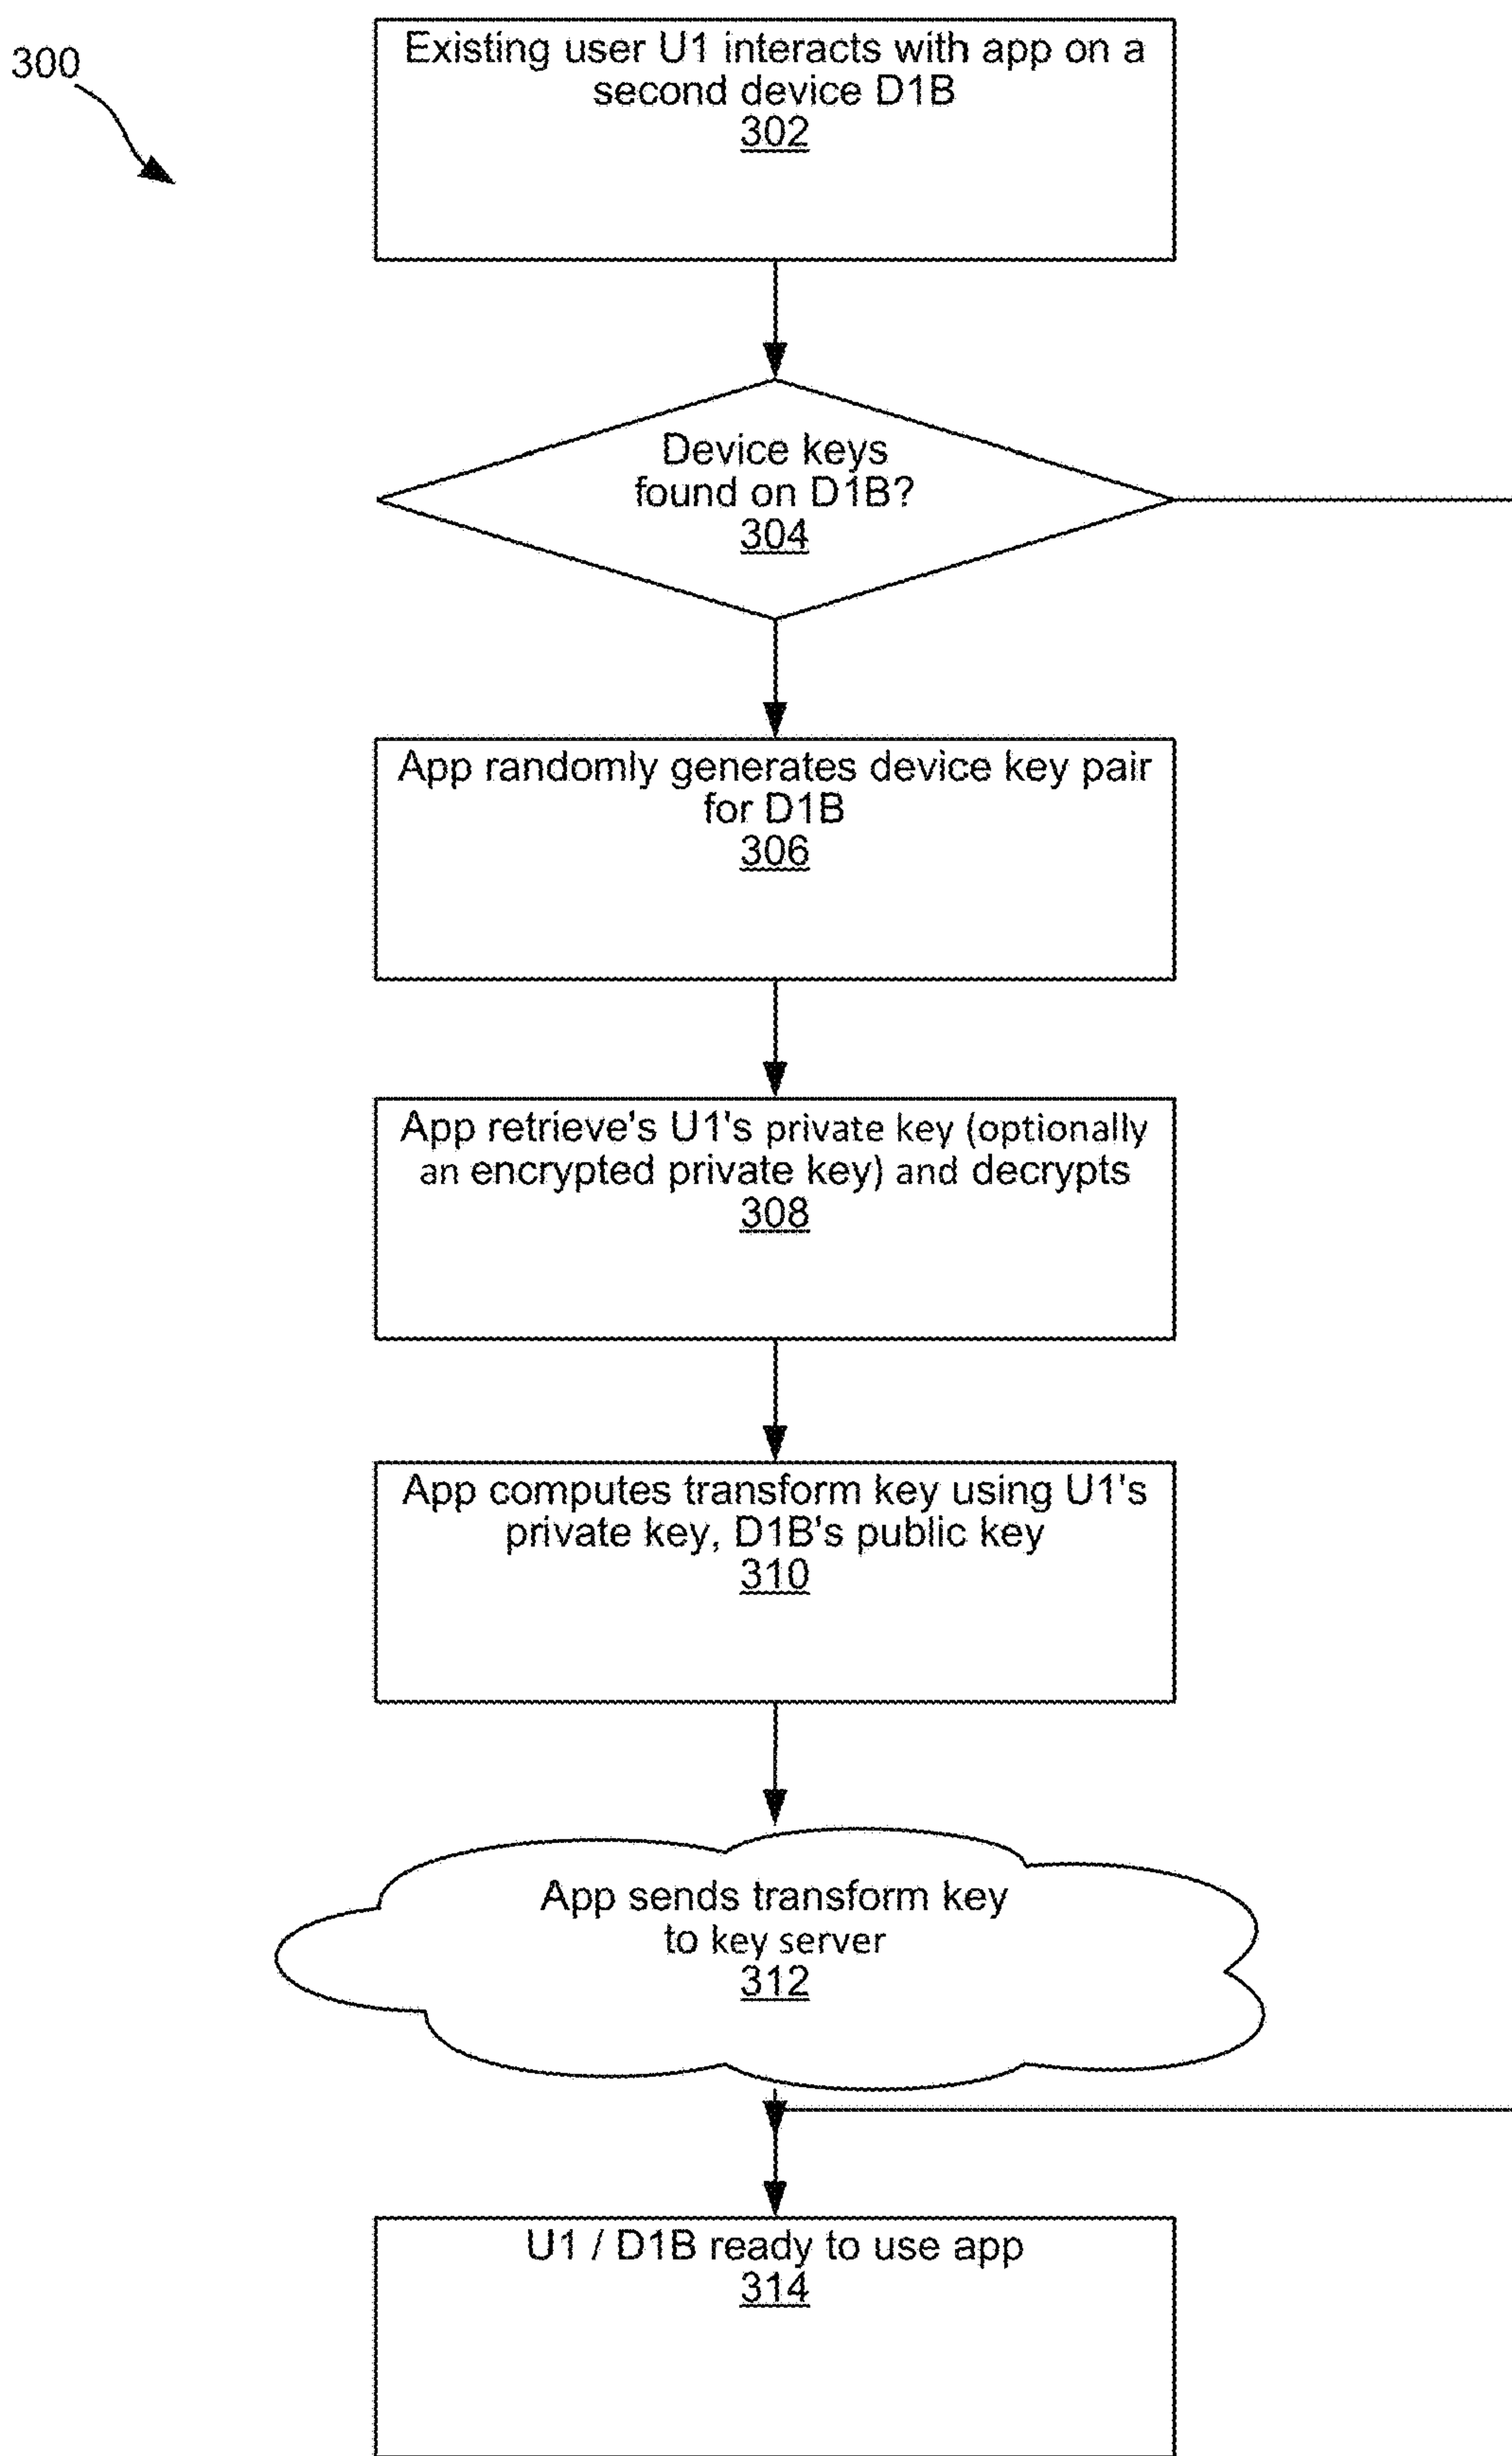 300
Existing user U1 interacts with app on a
second device D1B
302
Device keys
found on D1B?
304
App randomly generates device key pair
for D1B
306
App retrieve's U1's private key (optionally
an encrypted private key) and decrypts
308
App computes transform key using U1's
private key, D1B's public key
310
App sends transform key
to key server
312
U1 / D1B ready to use app
314